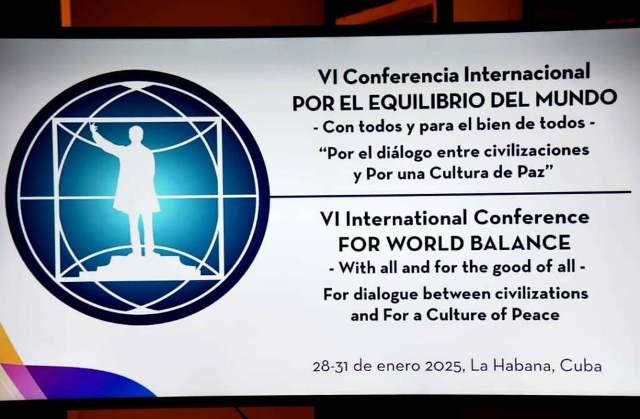 VI Conferencia Internacional
POR EL EQUILIBRIO DEL MUNDO
- Con todos y para el bien de todos -
“Por el diálogo entre civilizaciones
y Por una Cultura de Paz”
VI International Conference
FOR WORLD BALANCE
- With all and for the good of all -
For dialogue between civilizations
and For a Culture of Peace
28-31 de enero 2025, La Habana, Cuba